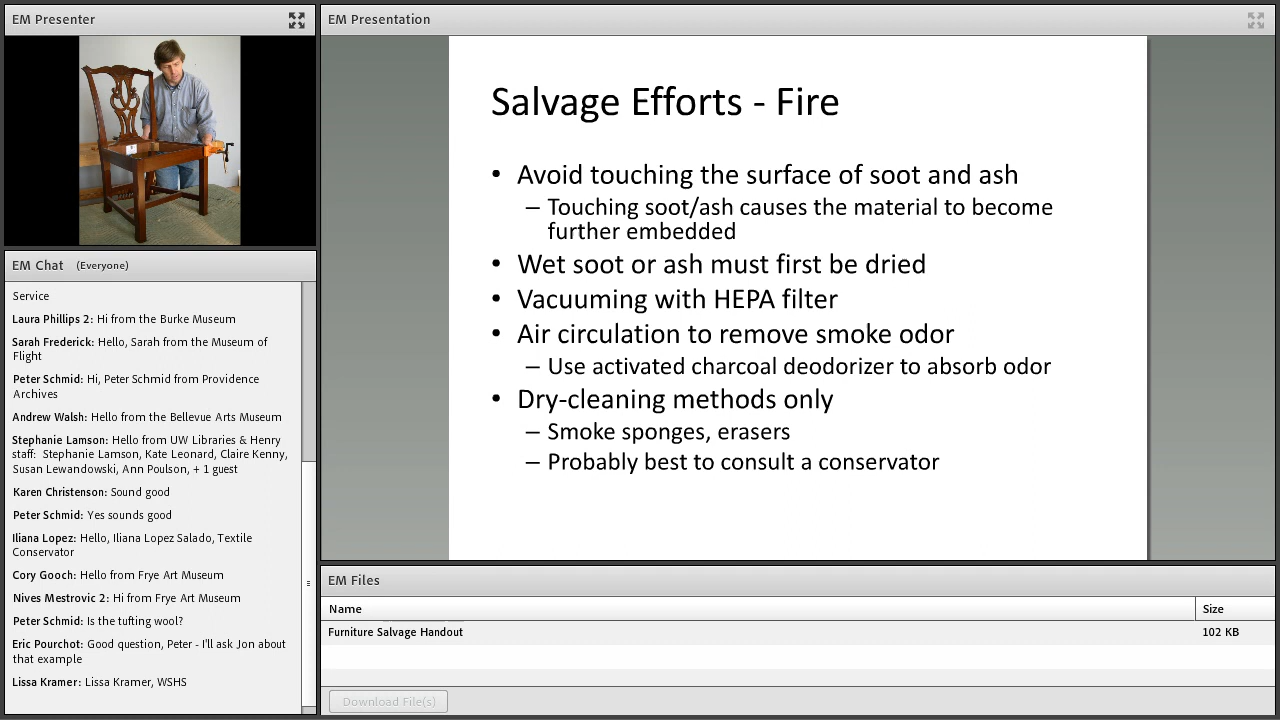 EM Presenter
EM Chat (Everyone)
Service
Laura Phillips 2: Hi from the Burke Museum
Sarah Frederick: Hello, Sarah from the Museum of
Flight
Peter Schmid: Hi, Peter Schmid from Providence
Archives
Andrew Walsh: Hello from the Bellevue Arts Museum
Stephanie Lamson: Hello from UW Libraries & Henry
staff: Stephanie Lamson, Kate Leonard, Claire Kenny,
Susan Lewandowski, Ann Poulson, + 1 guest
Karen Christenson: Sound good
Peter Schmid: Yes sounds good
Iliana Lopez: Hello, Iliana Lopez Salado, Textile
Conservator
Cory Gooch: Hello from Frye Art Museum
Nives Mestrovic 2: Hi from Frye Art Museum
Peter Schmid: Is the tufting wool?
Eric Pourchot: Good question, Peter - I'll ask Jon about
that example
Lissa Kramer: Lissa Kramer, WSHS
EM Presentation
Salvage Efforts - Fire
• Avoid touching the surface of soot and ash
– Touching soot/ash causes the material to become
further embedded
• Wet soot or ash must first be dried
• Vacuuming with HEPA filter
• Air circulation to remove smoke odor
– Use activated charcoal deodorizer to absorb odor
• Dry-cleaning methods only
– Smoke sponges, erasers
– Probably best to consult a conservator
EM Files
Name Size
Furniture Salvage Handout 102 KB
Download File(s)